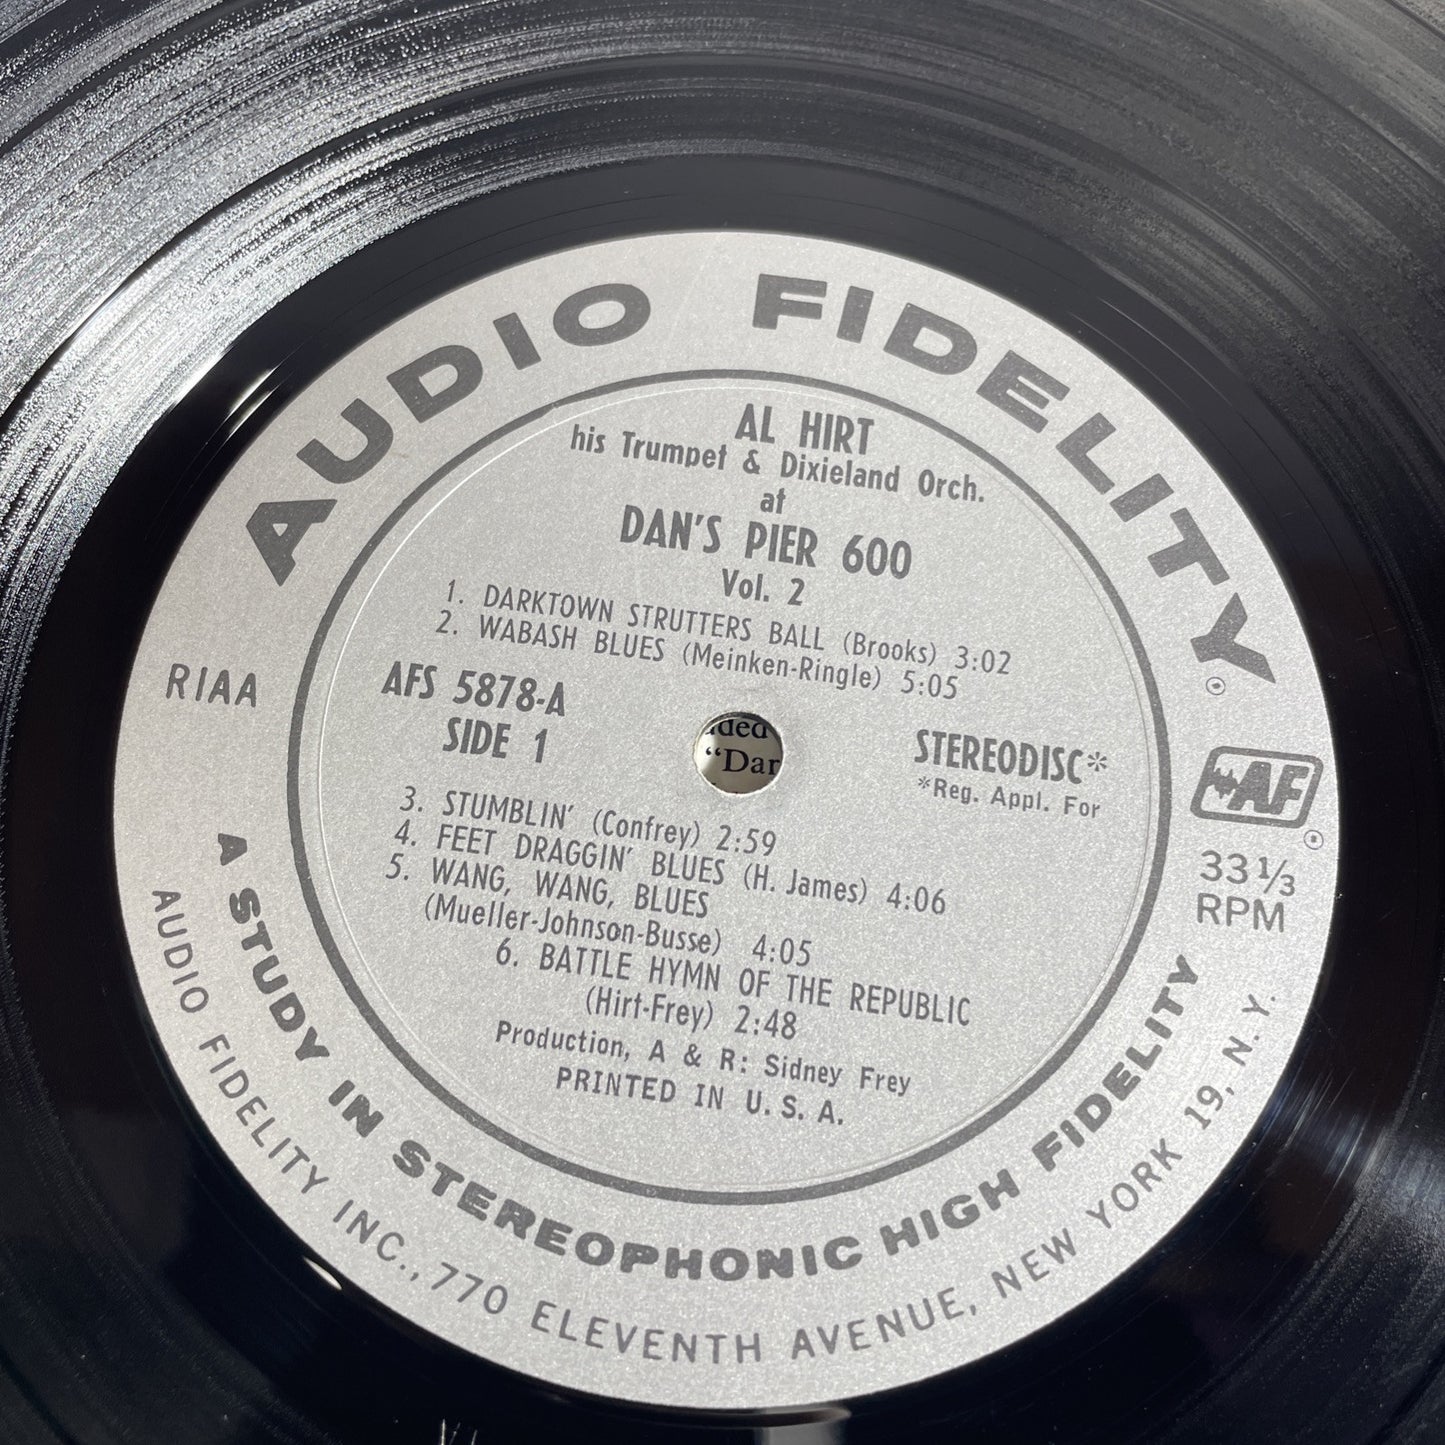 AUDIO FIDELITY ®
AL HIRT
his Trumpet & Dixieland Orch.
at
DAN'S PIER 600
Vol. 2
1. DARKTOWN STRUTTERS BALL (Brooks) 3:02
2. WABASH BLUES (Meinken-Ringle) 5:05
RIAA
AFS 5878-A
SIDE 1
STEREODISC*
*Reg. Appl. For
AF ®
33 1/3
RPM
"Dar
3. STUMBLIN' (Confrey) 2:59
4. FEET DRAGGIN' BLUES (H. James) 4:06
5. WANG, WANG, BLUES
(Mueller-Johnson-Busse) 4:05
6. BATTLE HYMN OF THE REPUBLIC
(Hirt-Frey) 2:48
Production, A & R: Sidney Frey
PRINTED IN U.S.A.
A STUDY IN STEREOPHONIC HIGH FIDELITY
AUDIO FIDELITY INC., 770 ELEVENTH AVENUE, NEW YORK 19, N. Y.